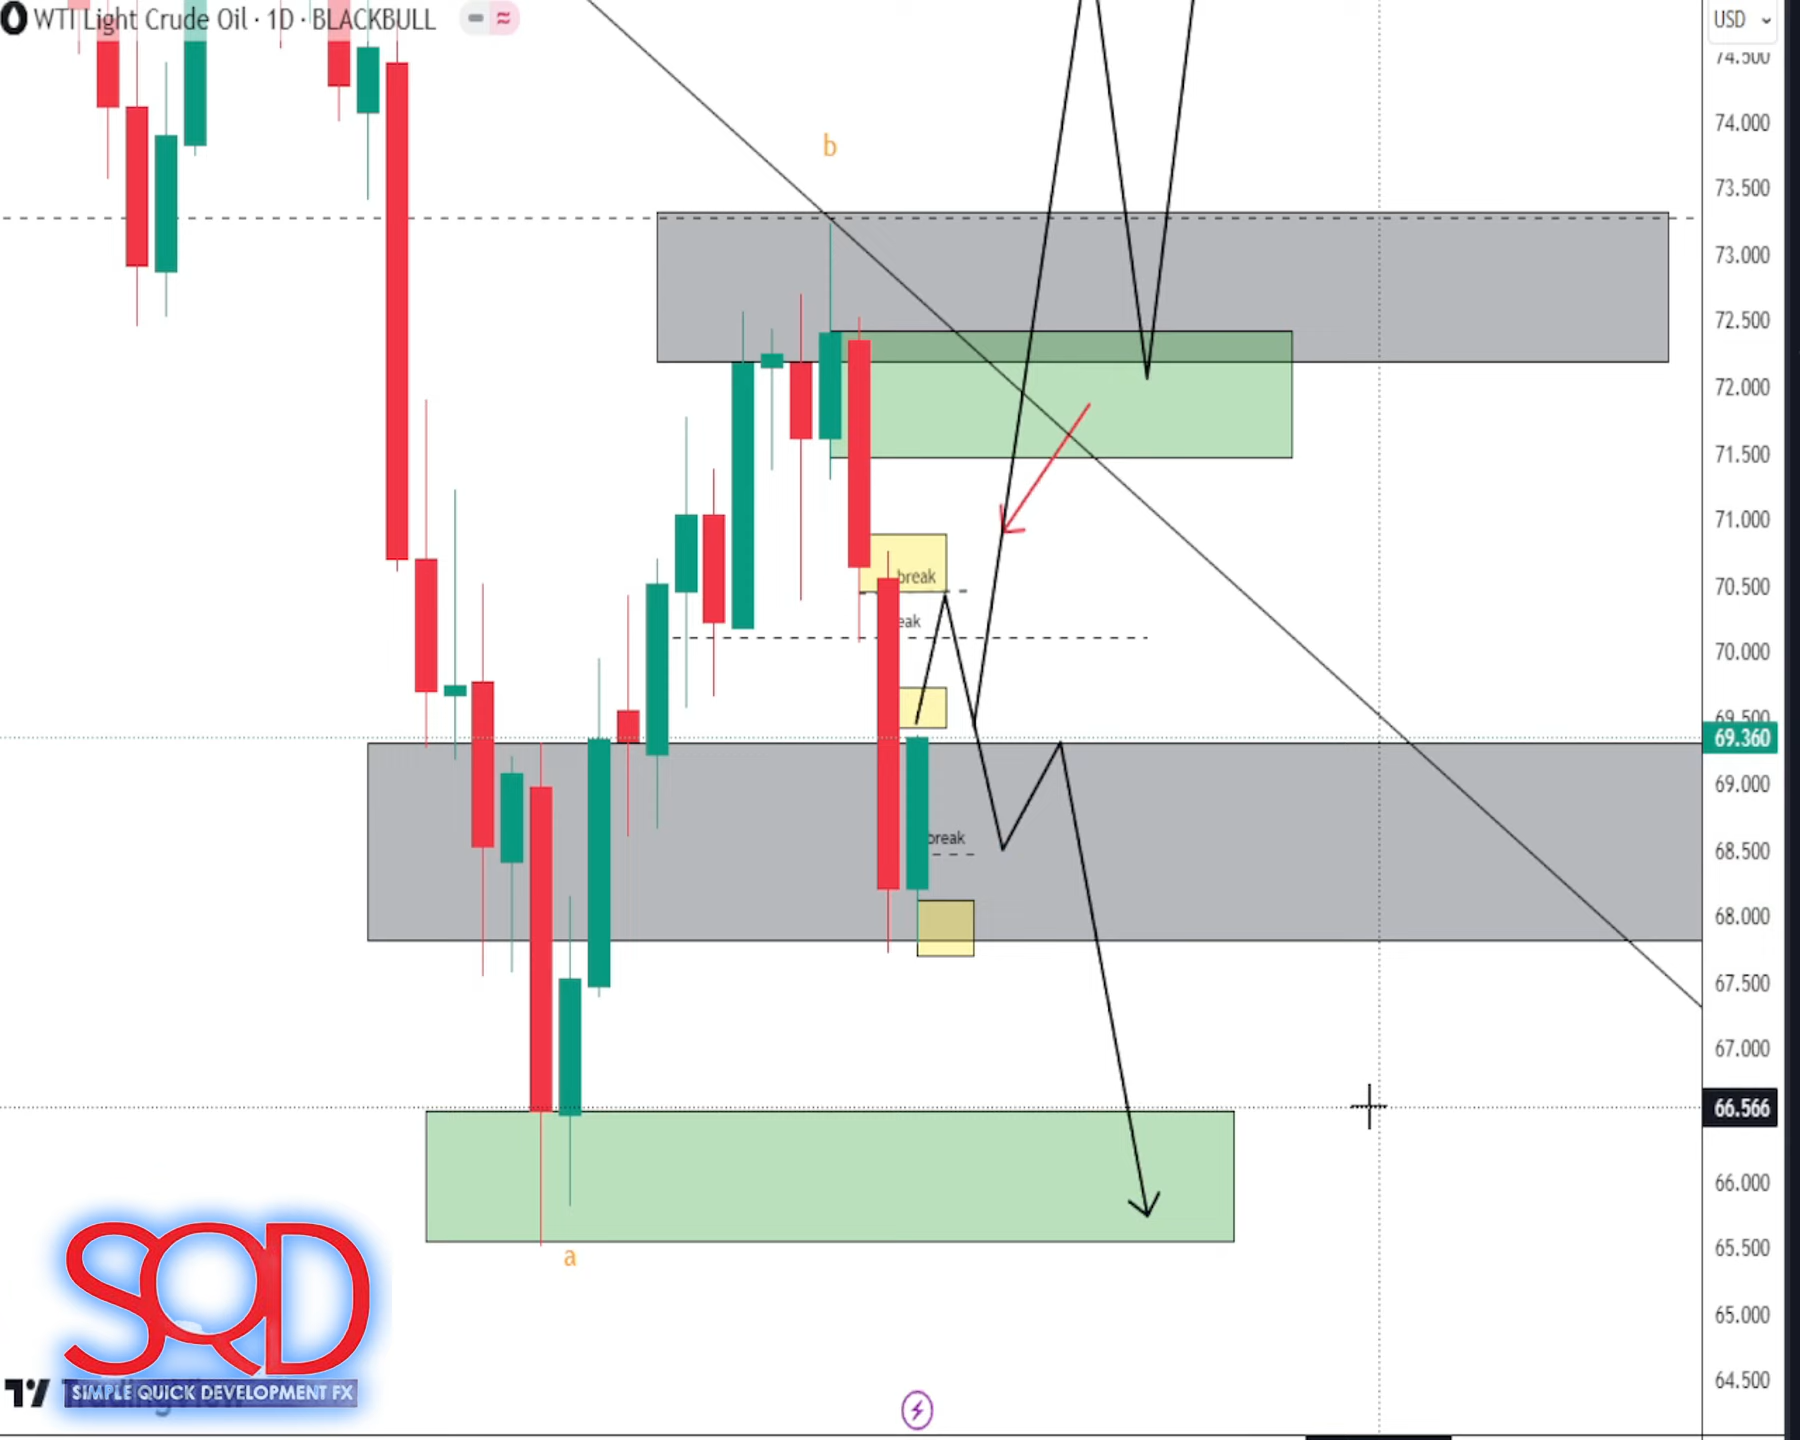 WTI Light Crude Oil · 1D · BLACKBULL
USD
74.500
74.000
b
73.500
73.000
72.500
72.000
71.500
71.000
break
70.500
eak
70.000
69.500
69.360
69.000
break
68.500
68.000
67.500
67.000
66.566
66.000
65.500
a
65.000
64.500
SQD
SIMPLE QUICK DEVELOPMENT FX
TradingView